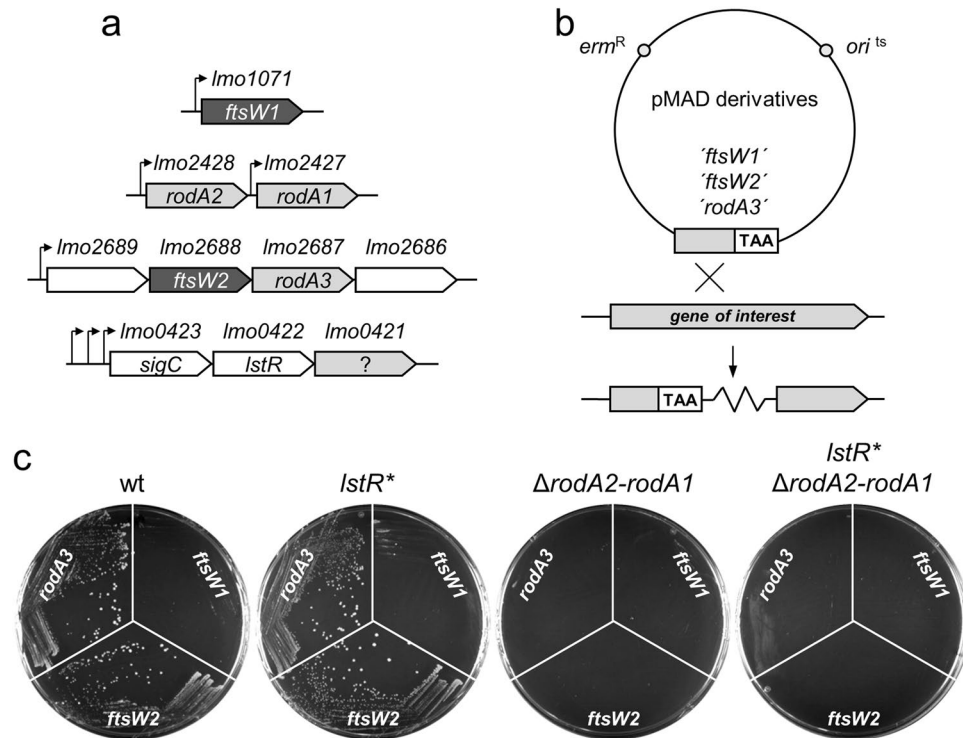 a
lmo1071
ftsW1
lmo2428 lmo2427
rodA2 rodA1
lmo2689 lmo2688 lmo2687 lmo2686
ftsW2 rodA3
lmo0423 lmo0422 lmo0421
sigC lstR ?
b
ermR orits
pMAD derivatives
´ftsW1´
´ftsW2´
´rodA3´
TAA
gene of interest
TAA
c
wt
rodA3 ftsW1
ftsW2
lstR*
rodA3 ftsW1
ftsW2
ΔrodA2-rodA1
rodA3 ftsW1
ftsW2
lstR*
ΔrodA2-rodA1
rodA3 ftsW1
ftsW2